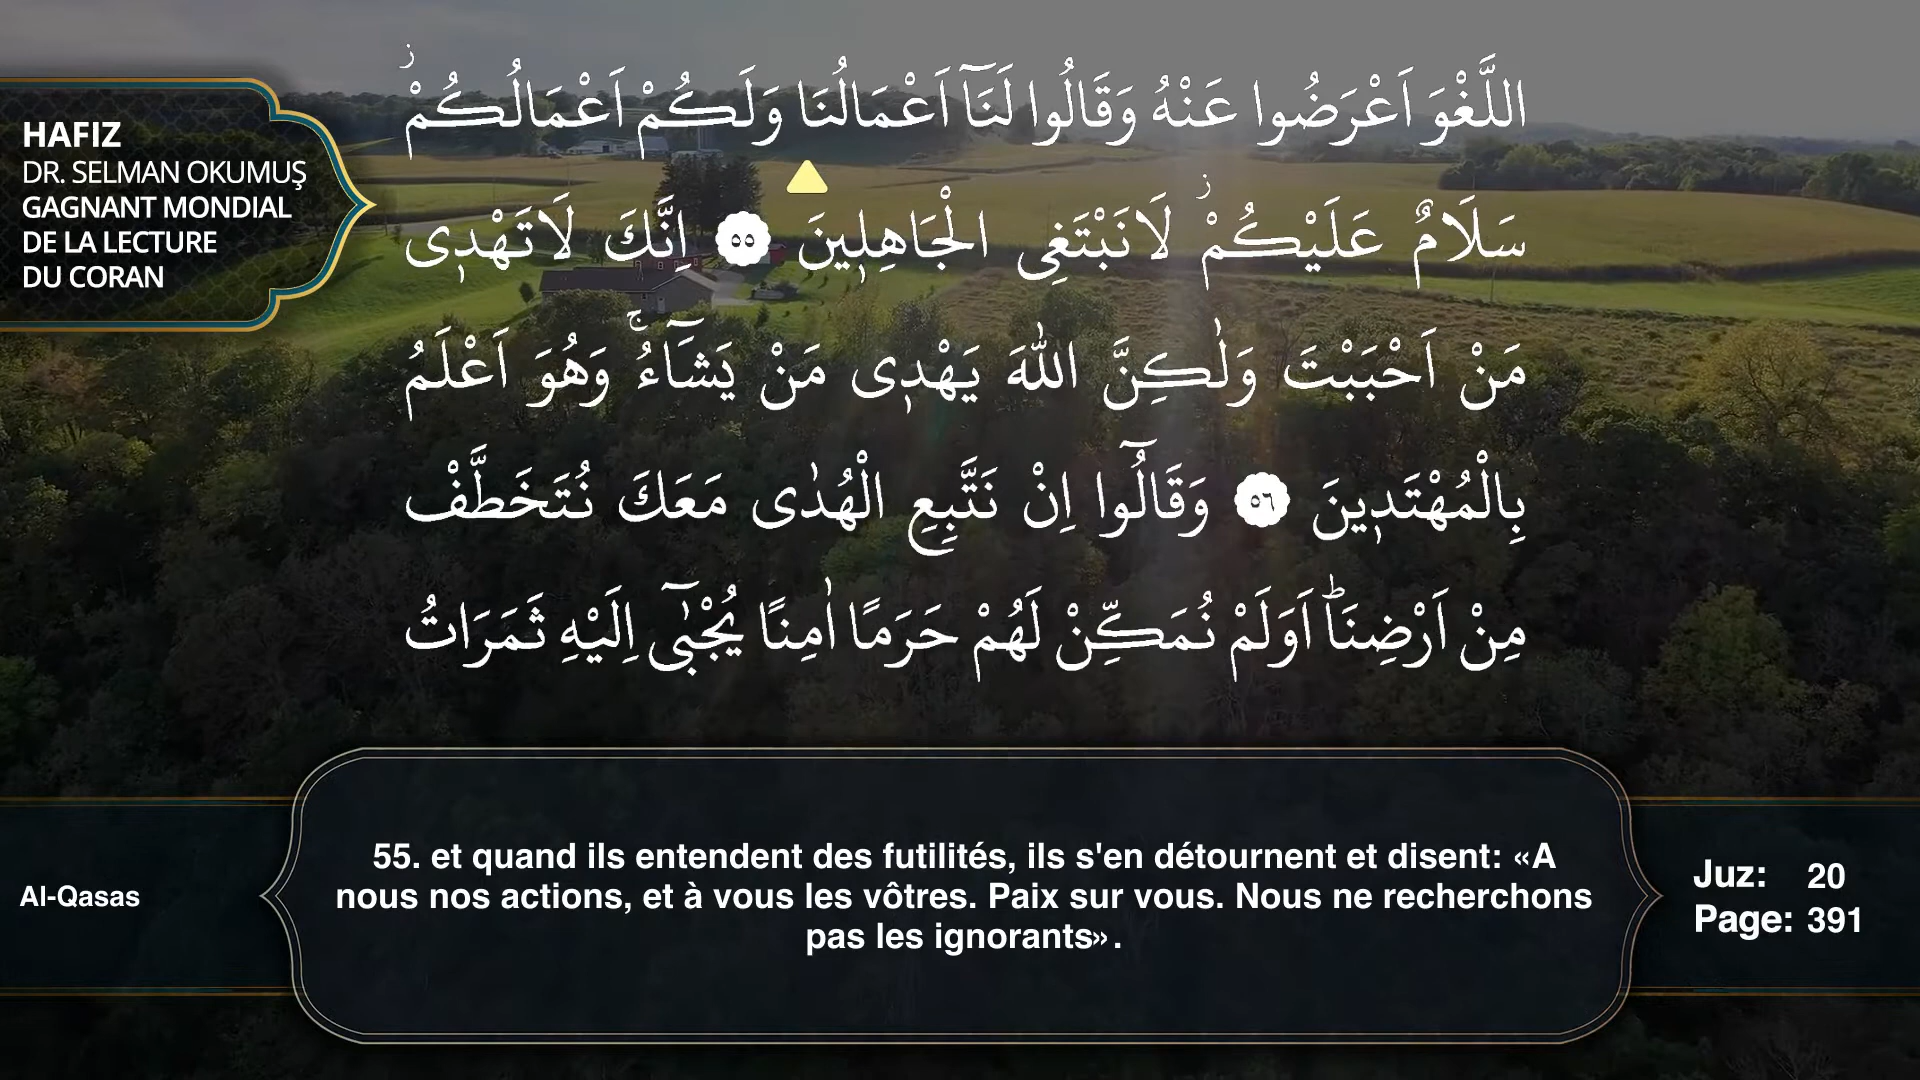 HAFIZ
DR. SELMAN OKUMUŞ
GAGNANT MONDIAL
DE LA LECTURE
DU CORAN
اللَّغْوَ اَعْرَضُوا عَنْهُ وَقَالُوا لَنَٓا اَعْمَالُنَا وَلَكُمْ اَعْمَالُكُمْۘ
سَلَامٌ عَلَيْكُمْۘ لَا نَبْتَغِي الْجَاهِل۪ينَ ٥٥ اِنَّكَ لَا تَهْد۪ي
مَنْ اَحْبَبْتَ وَلٰكِنَّ اللّٰهَ يَهْد۪ي مَنْ يَشَٓاءُۚ وَهُوَ اَعْلَمُ
بِالْمُهْتَد۪ينَ ٥٦ وَقَالُٓوا اِنْ نَتَّبِعِ الْهُدٰى مَعَكَ نُتَخَطَّفْ
مِنْ اَرْضِنَاۜ اَوَلَمْ نُمَكِّنْ لَهُمْ حَرَمًا اٰمِنًا يُجْبٰٓى اِلَيْهِ ثَمَرَاتُ
55. et quand ils entendent des futilités, ils s'en détournent et disent: «A
nous nos actions, et à vous les vôtres. Paix sur vous. Nous ne recherchons
pas les ignorants».
Al-Qasas
Juz: 20
Page: 391